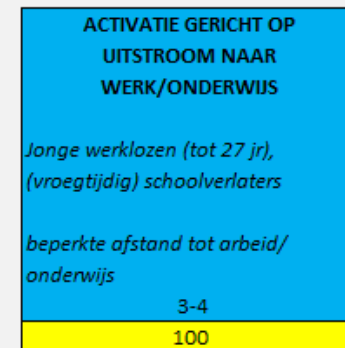 ACTIVATIE GERICHT OP
UITSTROOM NAAR
WERK/ONDERWIJS
Jonge werklozen (tot 27 jr),
(vroegtijdig) schoolverlaters
beperkte afstand tot arbeid/
onderwijs
3-4
100